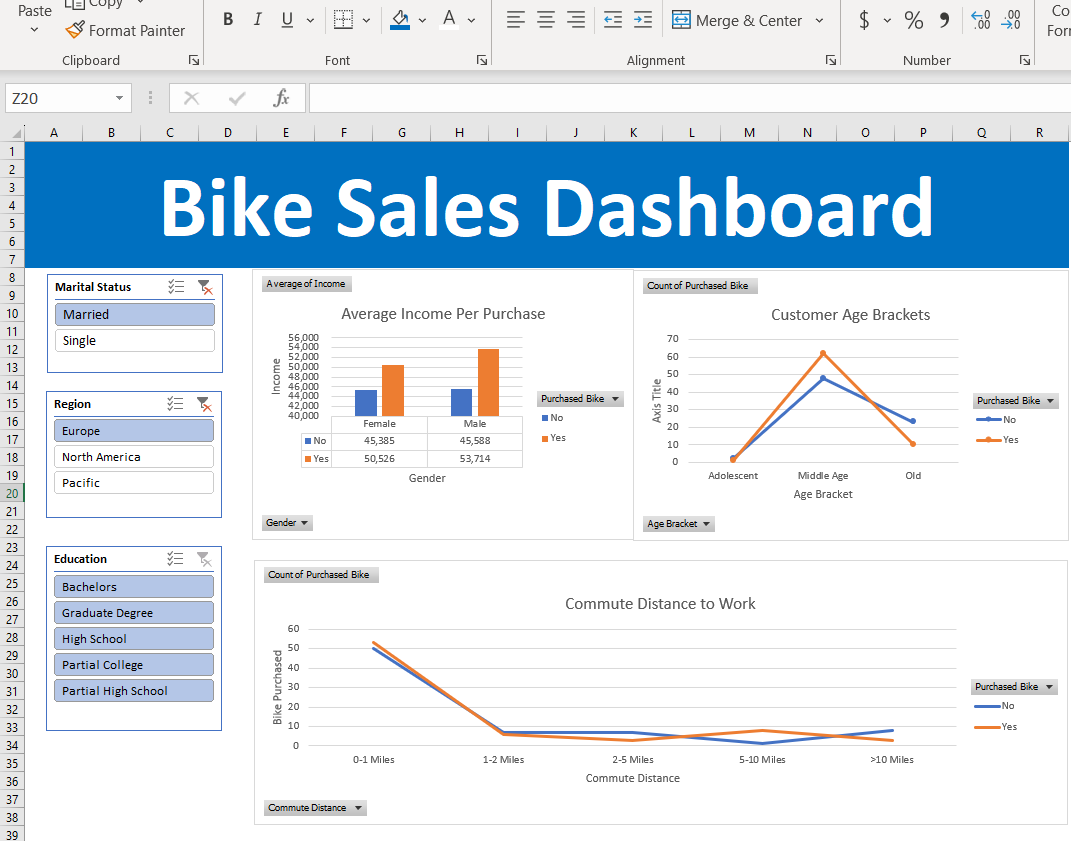 Paste
Copy
Format Painter
B I U A
Merge & Center
$ % 9
.00
.00
Clipboard
Font
Alignment
Number
Z20
fx
A B C D E F G H I J K L M N O P Q R
1
2
3
4
5
6
7
8
9
10
11
12
13
14
15
16
17
18
19
20
21
22
23
24
25
26
27
28
29
30
31
32
33
34
35
36
37
38
39
Bike Sales Dashboard
Marital Status
Married
Single
Region
Europe
North America
Pacific
Education
Bachelors
Graduate Degree
High School
Partial College
Partial High School
Average of Income
Average Income Per Purchase
Income
56,000
54,000
52,000
50,000
48,000
46,000
44,000
42,000
40,000
Female Male
No 45,385 45,588
Yes 50,526 53,714
Gender
Purchased Bike
No
Yes
Gender
Count of Purchased Bike
Customer Age Brackets
Axis Title
70
60
50
40
30
20
10
0
Adolescent Middle Age Old
Age Bracket
Purchased Bike
No
Yes
Age Bracket
Count of Purchased Bike
Commute Distance to Work
Bike Purchased
60
50
40
30
20
10
0
0-1 Miles 1-2 Miles 2-5 Miles 5-10 Miles >10 Miles
Commute Distance
Purchased Bike
No
Yes
Commute Distance